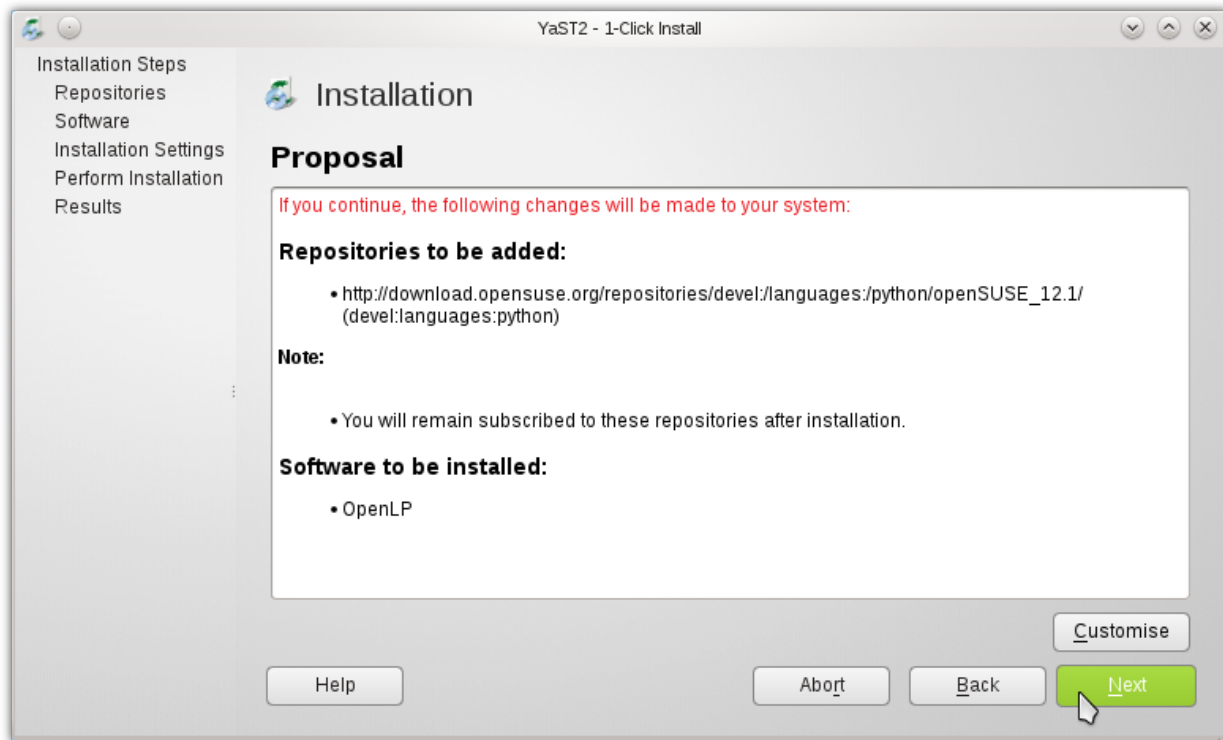 YaST2 - 1-Click Install
Installation Steps
Repositories
Software
Installation Settings
Perform Installation
Results
Installation
Proposal
If you continue, the following changes will be made to your system:
Repositories to be added:
• http://download.opensuse.org/repositories/devel:/languages:/python/openSUSE_12.1/
(devel:languages:python)
Note:
• You will remain subscribed to these repositories after installation.
Software to be installed:
• OpenLP
Customise
Help
Abort
Back
Next